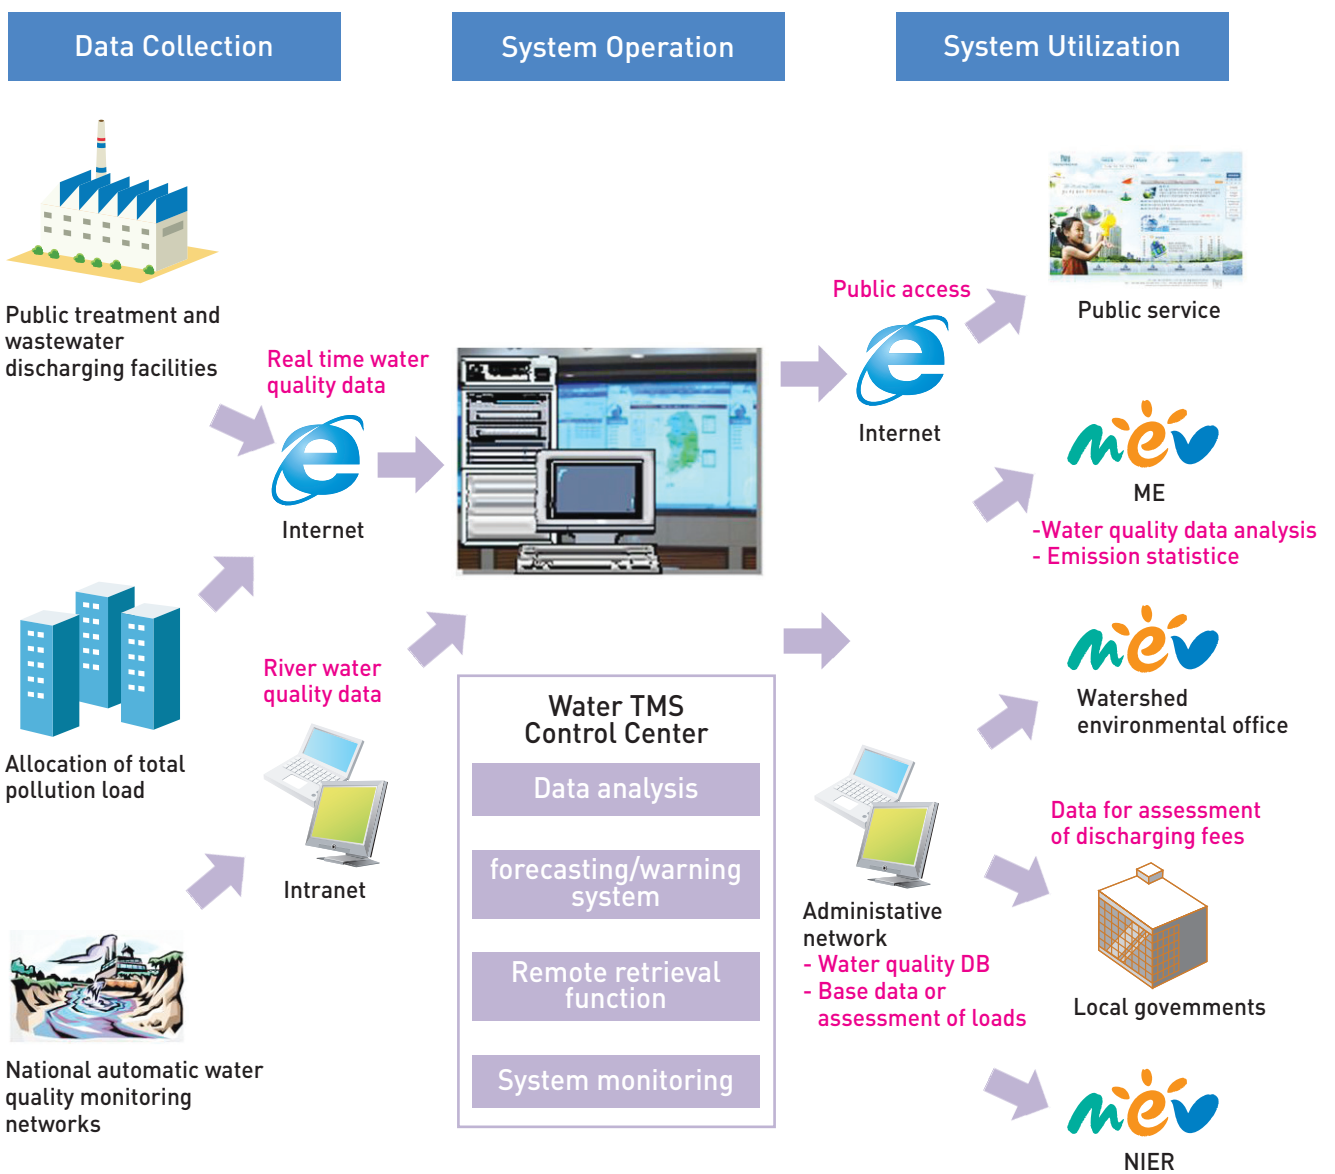 Data Collection
System Operation
System Utilization
Public treatment and
wastewater
discharging facilities
Real time water
quality data
Internet
Allocation of total
pollution load
River water
quality data
Intranet
National automatic water
quality monitoring
networks
Water TMS
Control Center
Data analysis
forecasting/warning
system
Remote retrieval
function
System monitoring
Public access
Internet
Public service
mev
ME
-Water quality data analysis
- Emission statistice
mev
Watershed
environmental office
Administative
network
- Water quality DB
- Base data or
assessment of loads
Data for assessment
of discharging fees
Local govemments
mev
NIER